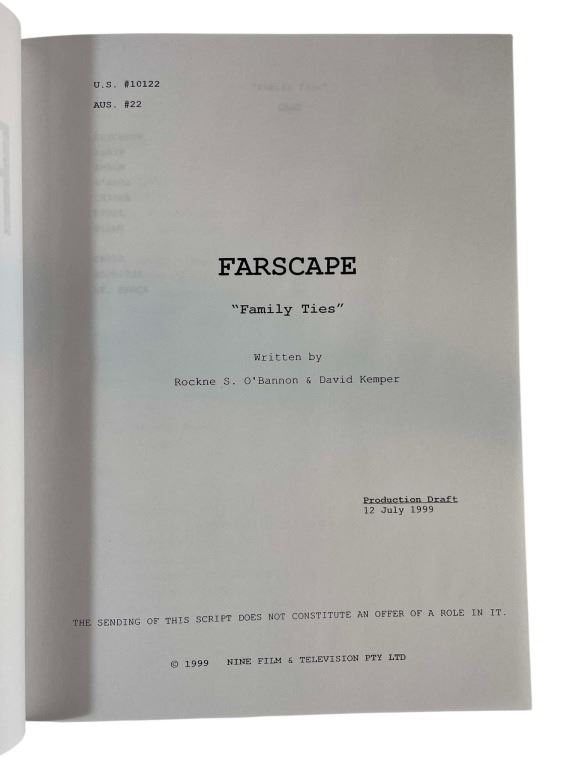 U.S. #10122
AUS. #22
FARSCAPE
“Family Ties”
Written by
Rockne S. O'Bannon & David Kemper
Production Draft
12 July 1999
THE SENDING OF THIS SCRIPT DOES NOT CONSTITUTE AN OFFER OF A ROLE IN IT.
© 1999 NINE FILM & TELEVISION PTY LTD